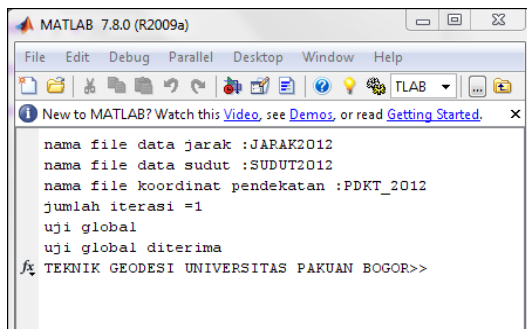 MATLAB 7.8.0 (R2009a)
File Edit Debug Parallel Desktop Window Help
TLAB
New to MATLAB? Watch this Video, see Demos, or read Getting Started.
nama file data jarak :JARAK2012
nama file data sudut :SUDUT2012
nama file koordinat pendekatan :PDKT_2012
jumlah iterasi =1
uji global
uji global diterima
fx TEKNIK GEODESI UNIVERSITAS PAKUAN BOGOR>>